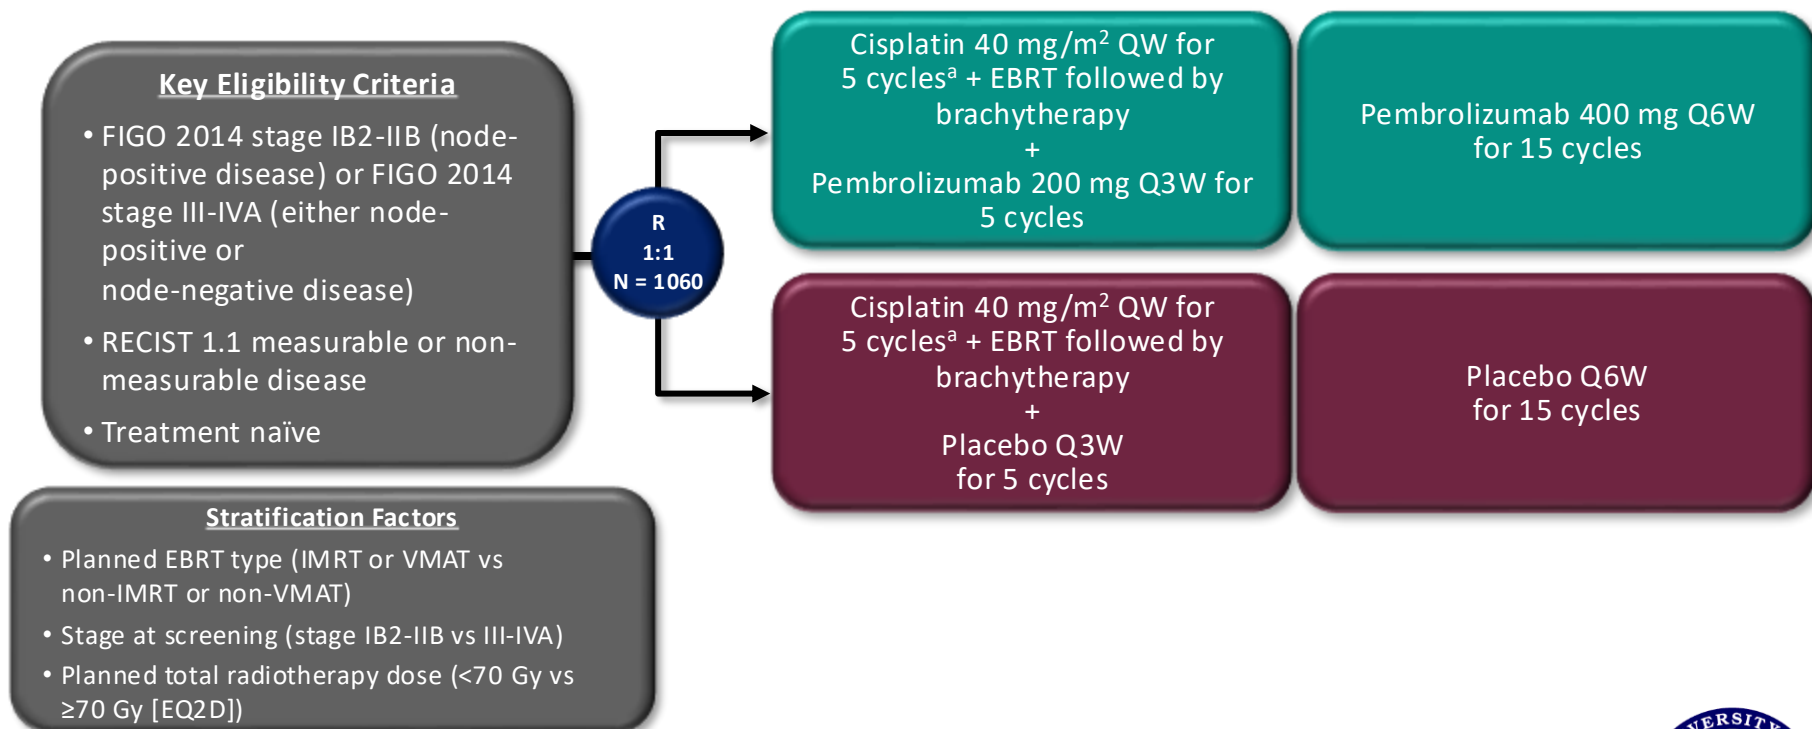 Key Eligibility Criteria
• FIGO 2014 stage IB2-IIB (node-
positive disease) or FIGO 2014
stage III-IVA (either node-
positive or
node-negative disease)
• RECIST 1.1 measurable or non-
measurable disease
• Treatment naïve
Stratification Factors
• Planned EBRT type (IMRT or VMAT vs
non-IMRT or non-VMAT)
• Stage at screening (stage IB2-IIB vs III-IVA)
• Planned total radiotherapy dose (<70 Gy vs
≥70 Gy [EQ2D])
R
1:1
N = 1060
Cisplatin 40 mg/m² QW for
5 cyclesᵃ + EBRT followed by
brachytherapy
+
Pembrolizumab 200 mg Q3W for
5 cycles
Pembrolizumab 400 mg Q6W
for 15 cycles
Cisplatin 40 mg/m² QW for
5 cyclesᵃ + EBRT followed by
brachytherapy
+
Placebo Q3W
for 5 cycles
Placebo Q6W
for 15 cycles